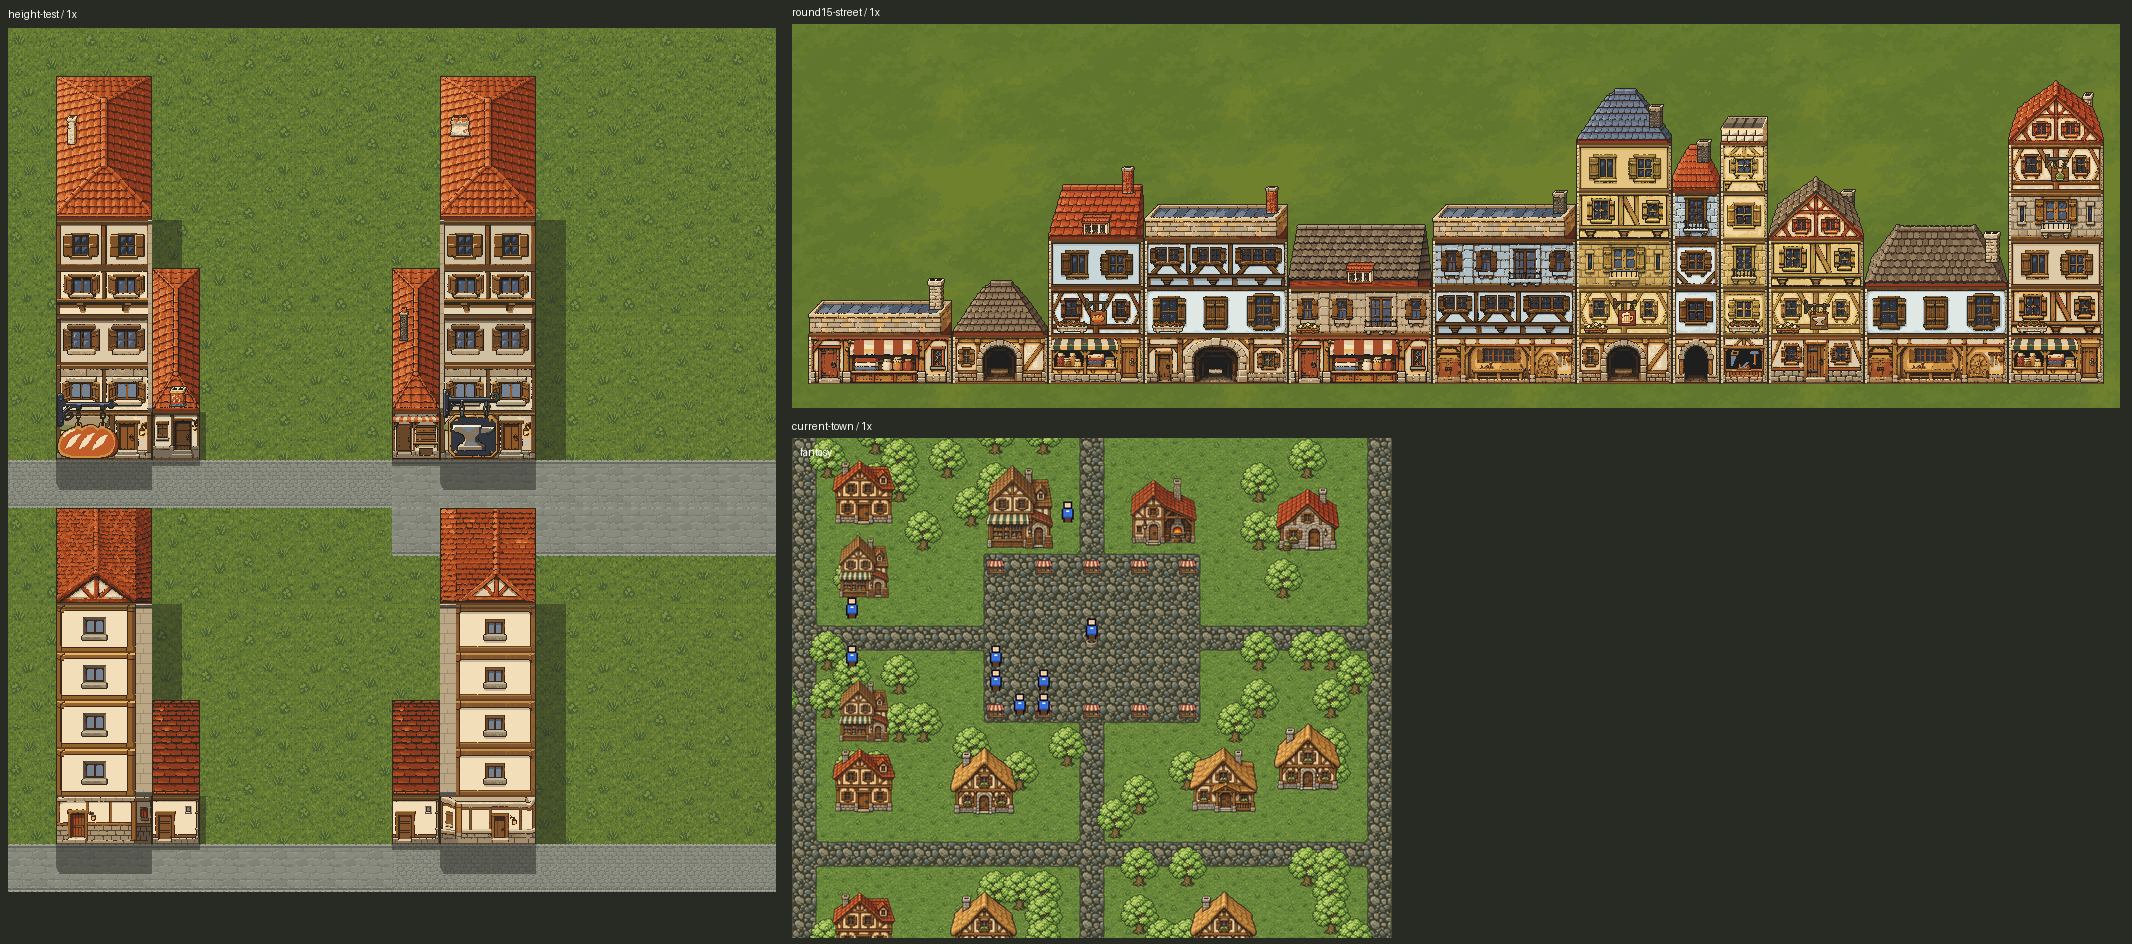 height-test / 1x
round15-street / 1x
current-town / 1x
fantasy